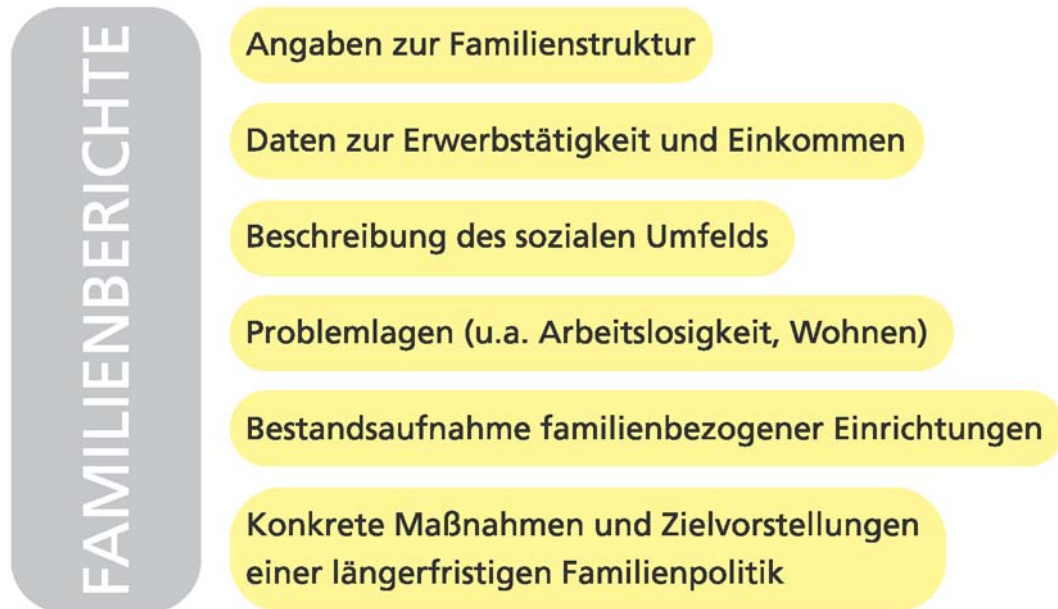 FAMILIENBERICHTE
Angaben zur Familienstruktur
Daten zur Erwerbstätigkeit und Einkommen
Beschreibung des sozialen Umfelds
Problemlagen (u.a. Arbeitslosigkeit, Wohnen)
Bestandsaufnahme familienbezogener Einrichtungen
Konkrete Maßnahmen und Zielvorstellungen
einer längerfristigen Familienpolitik